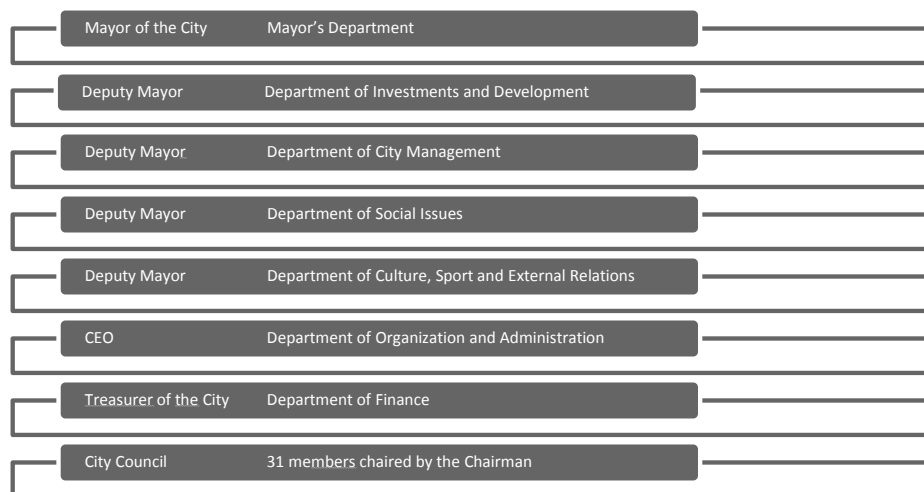 Mayor of the City Mayor's Department
Deputy Mayor Department of Investments and Development
Deputy Mayor Department of City Management
Deputy Mayor Department of Social Issues
Deputy Mayor Department of Culture, Sport and External Relations
CEO Department of Organization and Administration
Treasurer of the City Department of Finance
City Council 31 members chaired by the Chairman